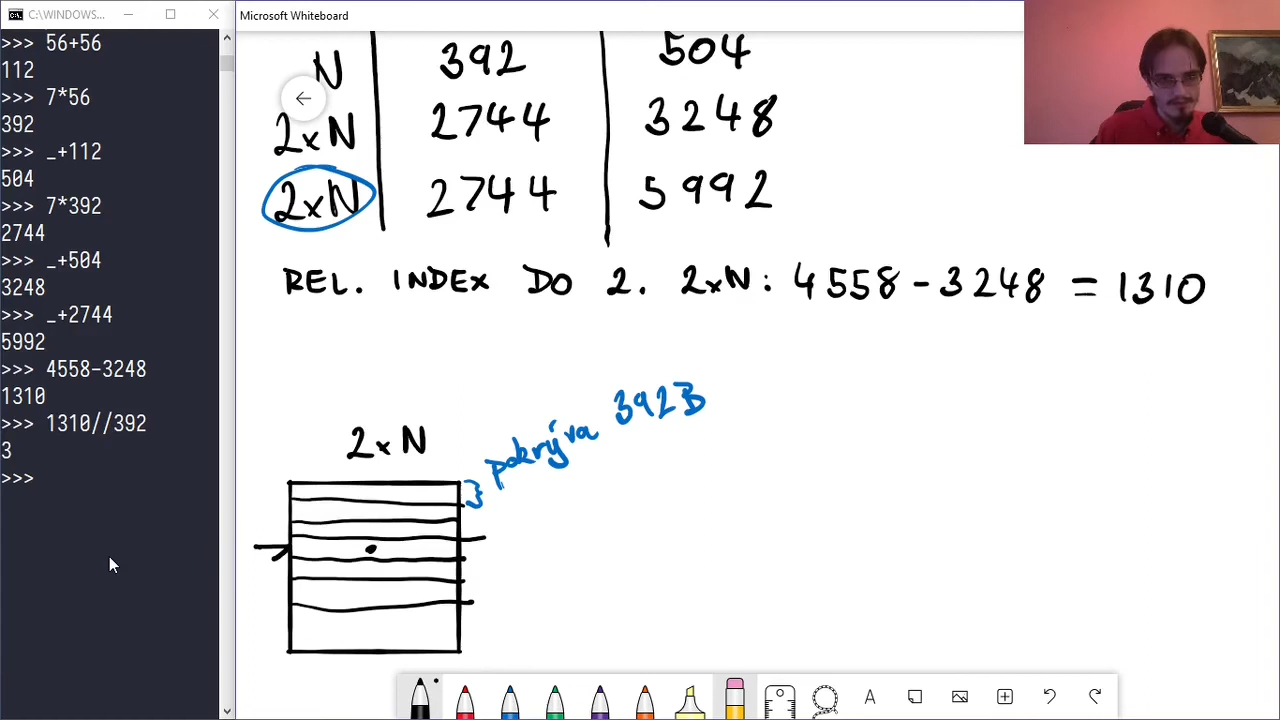 C:\WINDOWS...
>>> 56+56
112
>>> 7*56
392
>>> _+112
504
>>> 7*392
2744
>>> _+504
3248
>>> _+2744
5992
>>> 4558-3248
1310
>>> 1310//392
3
>>>
Microsoft Whiteboard
N 392 504
2xN 2744 3248
2xN 2744 5992
REL. INDEX DO 2. 2xN: 4558-3248 = 1310
pokrýva 392B
2xN
A